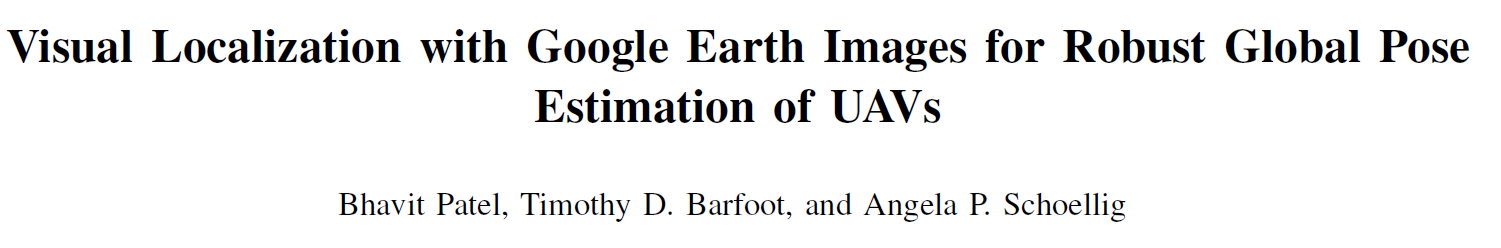 Visual Localization with Google Earth Images for Robust Global Pose
Estimation of UAVs
Bhavit Patel, Timothy D. Barfoot, and Angela P. Schoellig